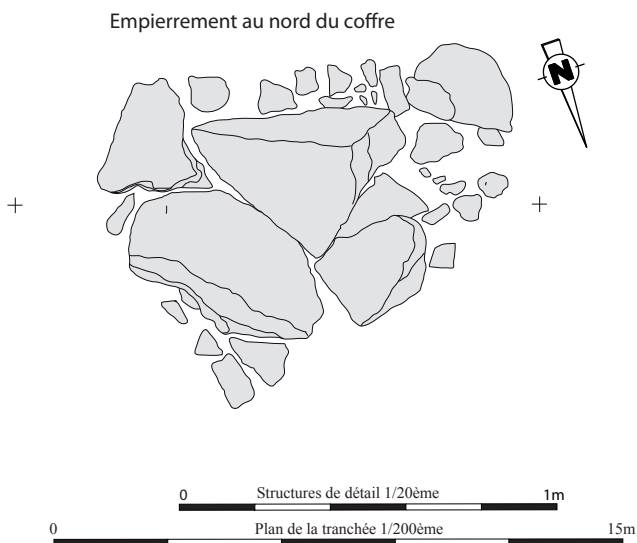 Empierrement au nord du coffre
N
0 Structures de détail 1/20ème 1m
0 Plan de la tranchée 1/200ème 15m